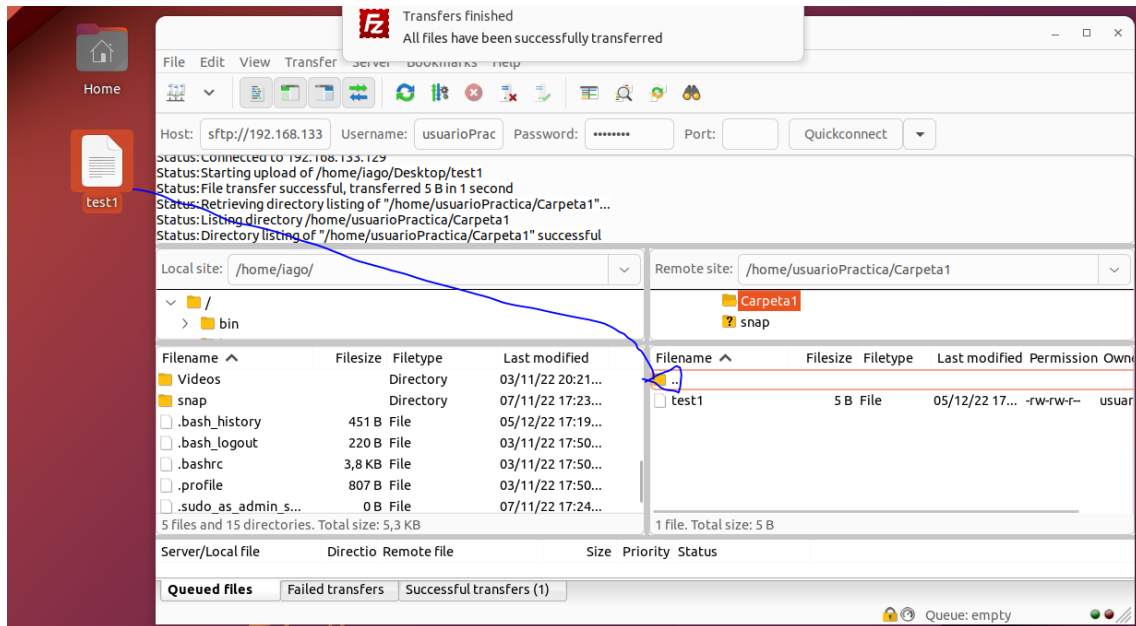 Transfers finished
All files have been successfully transferred
Home
test1
File Edit View Transfer Server Bookmarks Help
Host: sftp://192.168.133 Username: usuarioPrac Password: •••••••• Port: Quickconnect
Status:Connected to 192.168.133.129
Status:Starting upload of /home/iago/Desktop/test1
Status:File transfer successful, transferred 5 B in 1 second
Status:Retrieving directory listing of "/home/usuarioPractica/Carpeta1"...
Status:Listing directory /home/usuarioPractica/Carpeta1
Status:Directory listing of "/home/usuarioPractica/Carpeta1" successful
Local site: /home/iago/
/
bin
Remote site: /home/usuarioPractica/Carpeta1
Carpeta1
? snap
Filename Filesize Filetype Last modified
Videos Directory 03/11/22 20:21...
snap Directory 07/11/22 17:23...
.bash_history 451 B File 05/12/22 17:19...
.bash_logout 220 B File 03/11/22 17:50...
.bashrc 3,8 KB File 03/11/22 17:50...
.profile 807 B File 03/11/22 17:50...
.sudo_as_admin_s... 0 B File 07/11/22 17:24...
5 files and 15 directories. Total size: 5,3 KB
Filename Filesize Filetype Last modified Permission Owne
..
test1 5 B File 05/12/22 17... -rw-rw-r-- usuar
1 file. Total size: 5 B
Server/Local file Directio Remote file Size Priority Status
Queued files Failed transfers Successful transfers (1)
Queue: empty